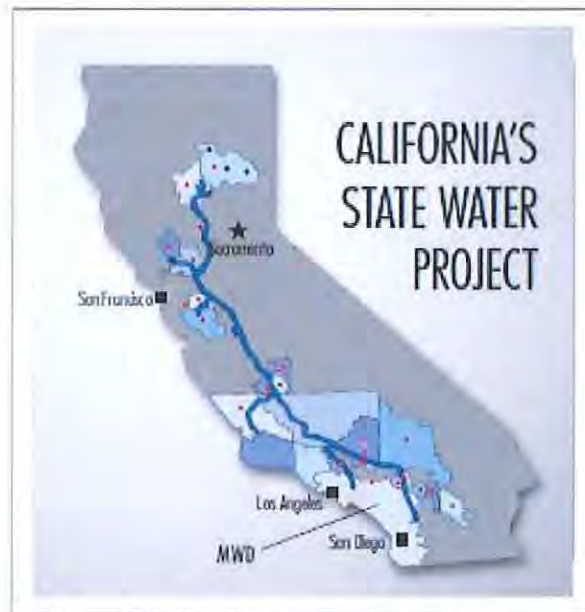 CALIFORNIA'S
STATE WATER
PROJECT
Sacramento
San Francisco
Los Angeles
MWD
San Diego